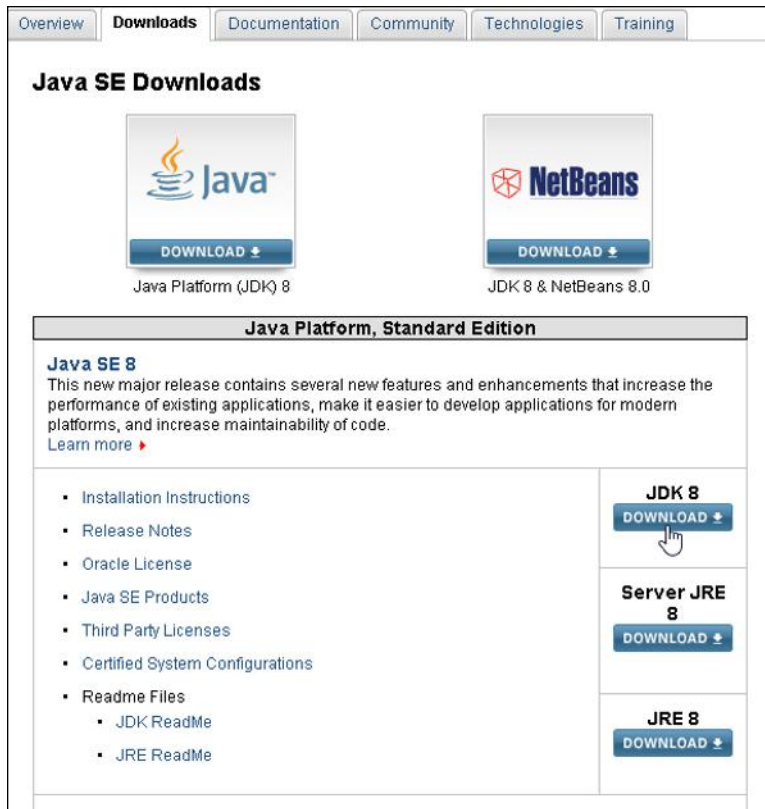 Overview Downloads Documentation Community Technologies Training
Java SE Downloads
Java™
DOWNLOAD
Java Platform (JDK) 8
NetBeans
DOWNLOAD
JDK 8 & NetBeans 8.0
Java Platform, Standard Edition
Java SE 8
This new major release contains several new features and enhancements that increase the
performance of existing applications, make it easier to develop applications for modern
platforms, and increase maintainability of code.
Learn more
Installation Instructions
Release Notes
Oracle License
Java SE Products
Third Party Licenses
Certified System Configurations
Readme Files
JDK ReadMe
JRE ReadMe
JDK 8
DOWNLOAD
Server JRE
8
DOWNLOAD
JRE 8
DOWNLOAD